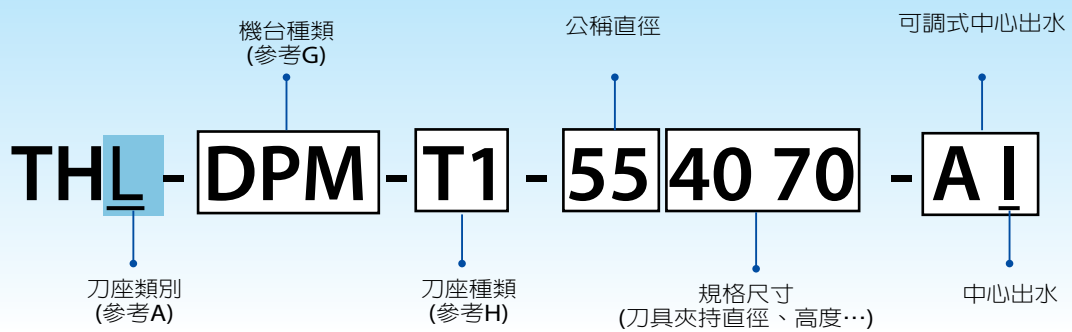 機台種類
(參考G)
公稱直徑
可調式中心出水
THL - DPM - T1 - 55 40 70 - A I
刀座類別
(參考A)
刀座種類
(參考H)
規格尺寸
(刀具夾持直徑、高度⋯)
中心出水